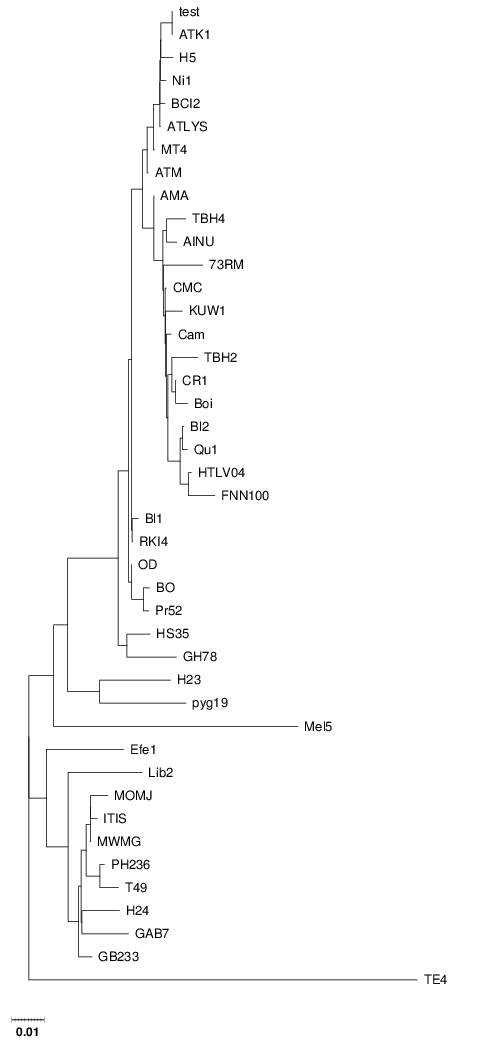 test
ATK1
H5
Ni1
BCI2
ATLYS
MT4
ATM
AMA
TBH4
AINU
73RM
CMC
KUW1
Cam
TBH2
CR1
Boi
Bl2
Qu1
HTLV04
FNN100
Bl1
RKI4
OD
BO
Pr52
HS35
GH78
H23
pyg19
Mel5
Efe1
Lib2
MOMJ
ITIS
MWMG
PH236
T49
H24
GAB7
GB233
TE4
0.01